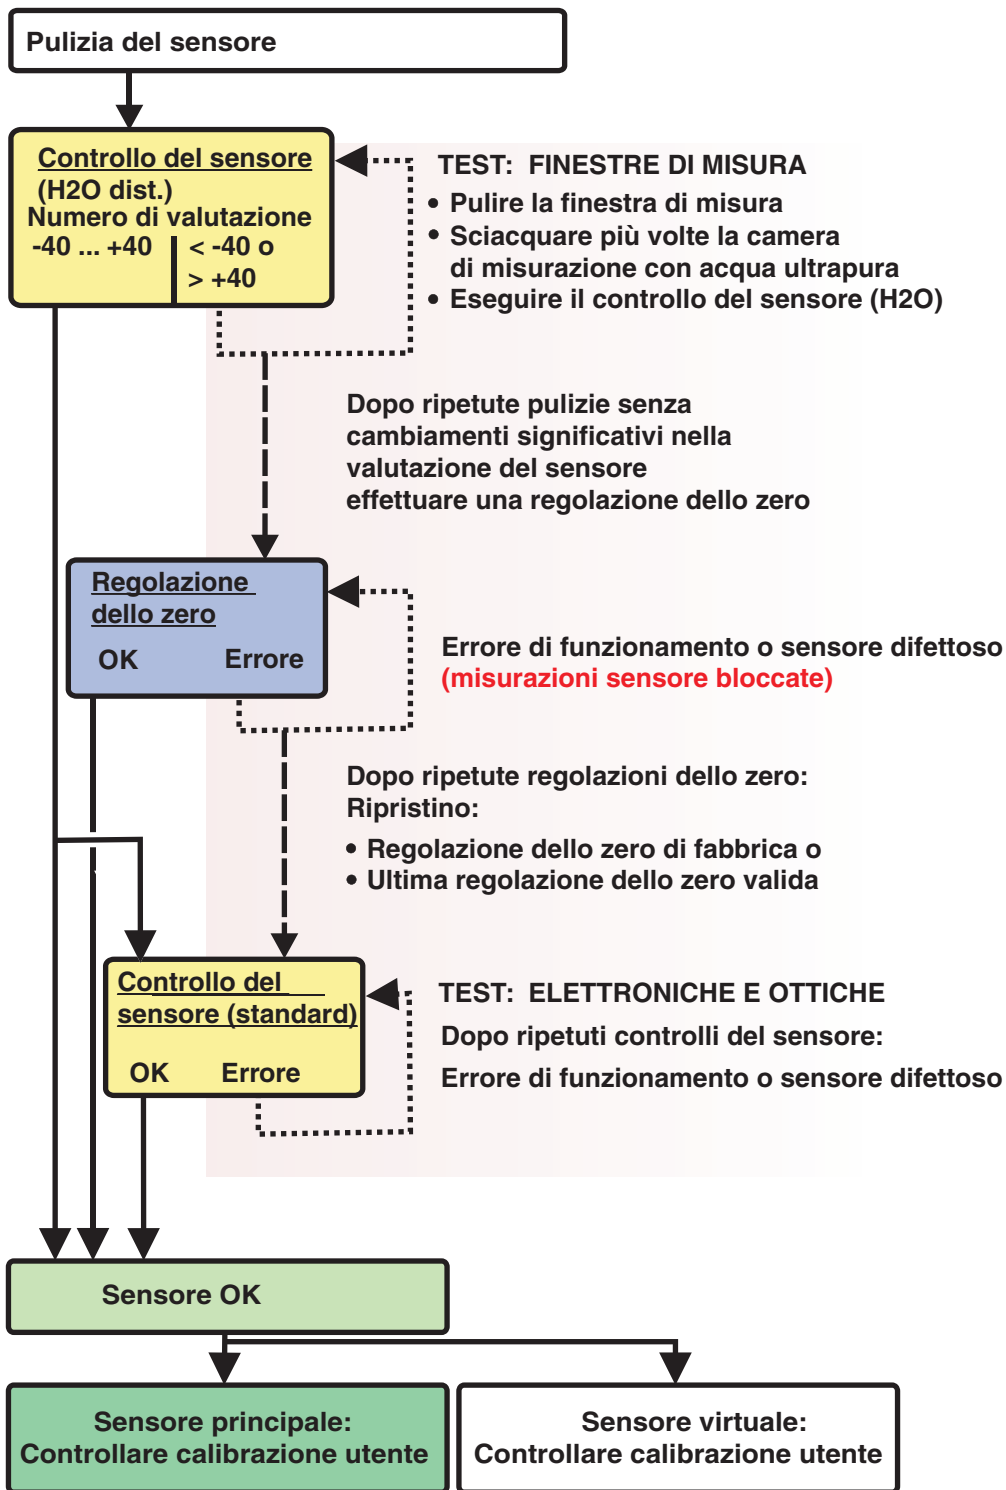 Pulizia del sensore
Controllo del sensore
(H2O dist.)
Numero di valutazione
-40 ... +40
< -40 o
> +40
TEST: FINESTRE DI MISURA
• Pulire la finestra di misura
• Sciacquare più volte la camera
di misurazione con acqua ultrapura
• Eseguire il controllo del sensore (H2O)
Dopo ripetute pulizie senza
cambiamenti significativi nella
valutazione del sensore
effettuare una regolazione dello zero
Regolazione
dello zero
OK Errore
Errore di funzionamento o sensore difettoso
(misurazioni sensore bloccate)
Dopo ripetute regolazioni dello zero:
Ripristino:
• Regolazione dello zero di fabbrica o
• Ultima regolazione dello zero valida
Controllo del
sensore (standard)
OK Errore
TEST: ELETTRONICHE E OTTICHE
Dopo ripetuti controlli del sensore:
Errore di funzionamento o sensore difettoso
Sensore OK
Sensore principale:
Controllare calibrazione utente
Sensore virtuale:
Controllare calibrazione utente